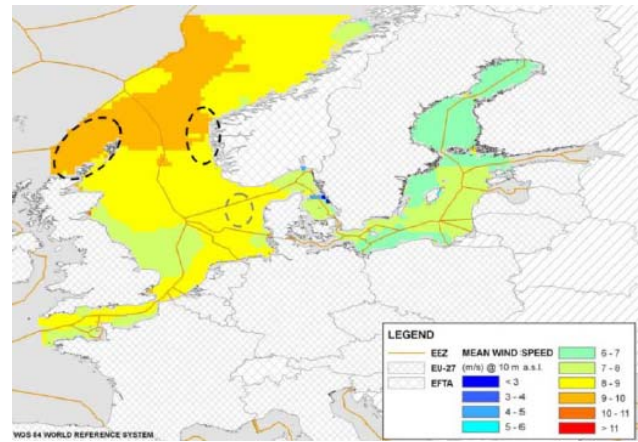 LEGEND
EEZ
EU-27
EFTA
MEAN WIND SPEED
(m/s) @ 10 m a.s.l.
< 3
3 - 4
4 - 5
5 - 6
6 - 7
7 - 8
8 - 9
9 - 10
10 - 11
> 11
WGS 84 WORLD REFERENCE SYSTEM